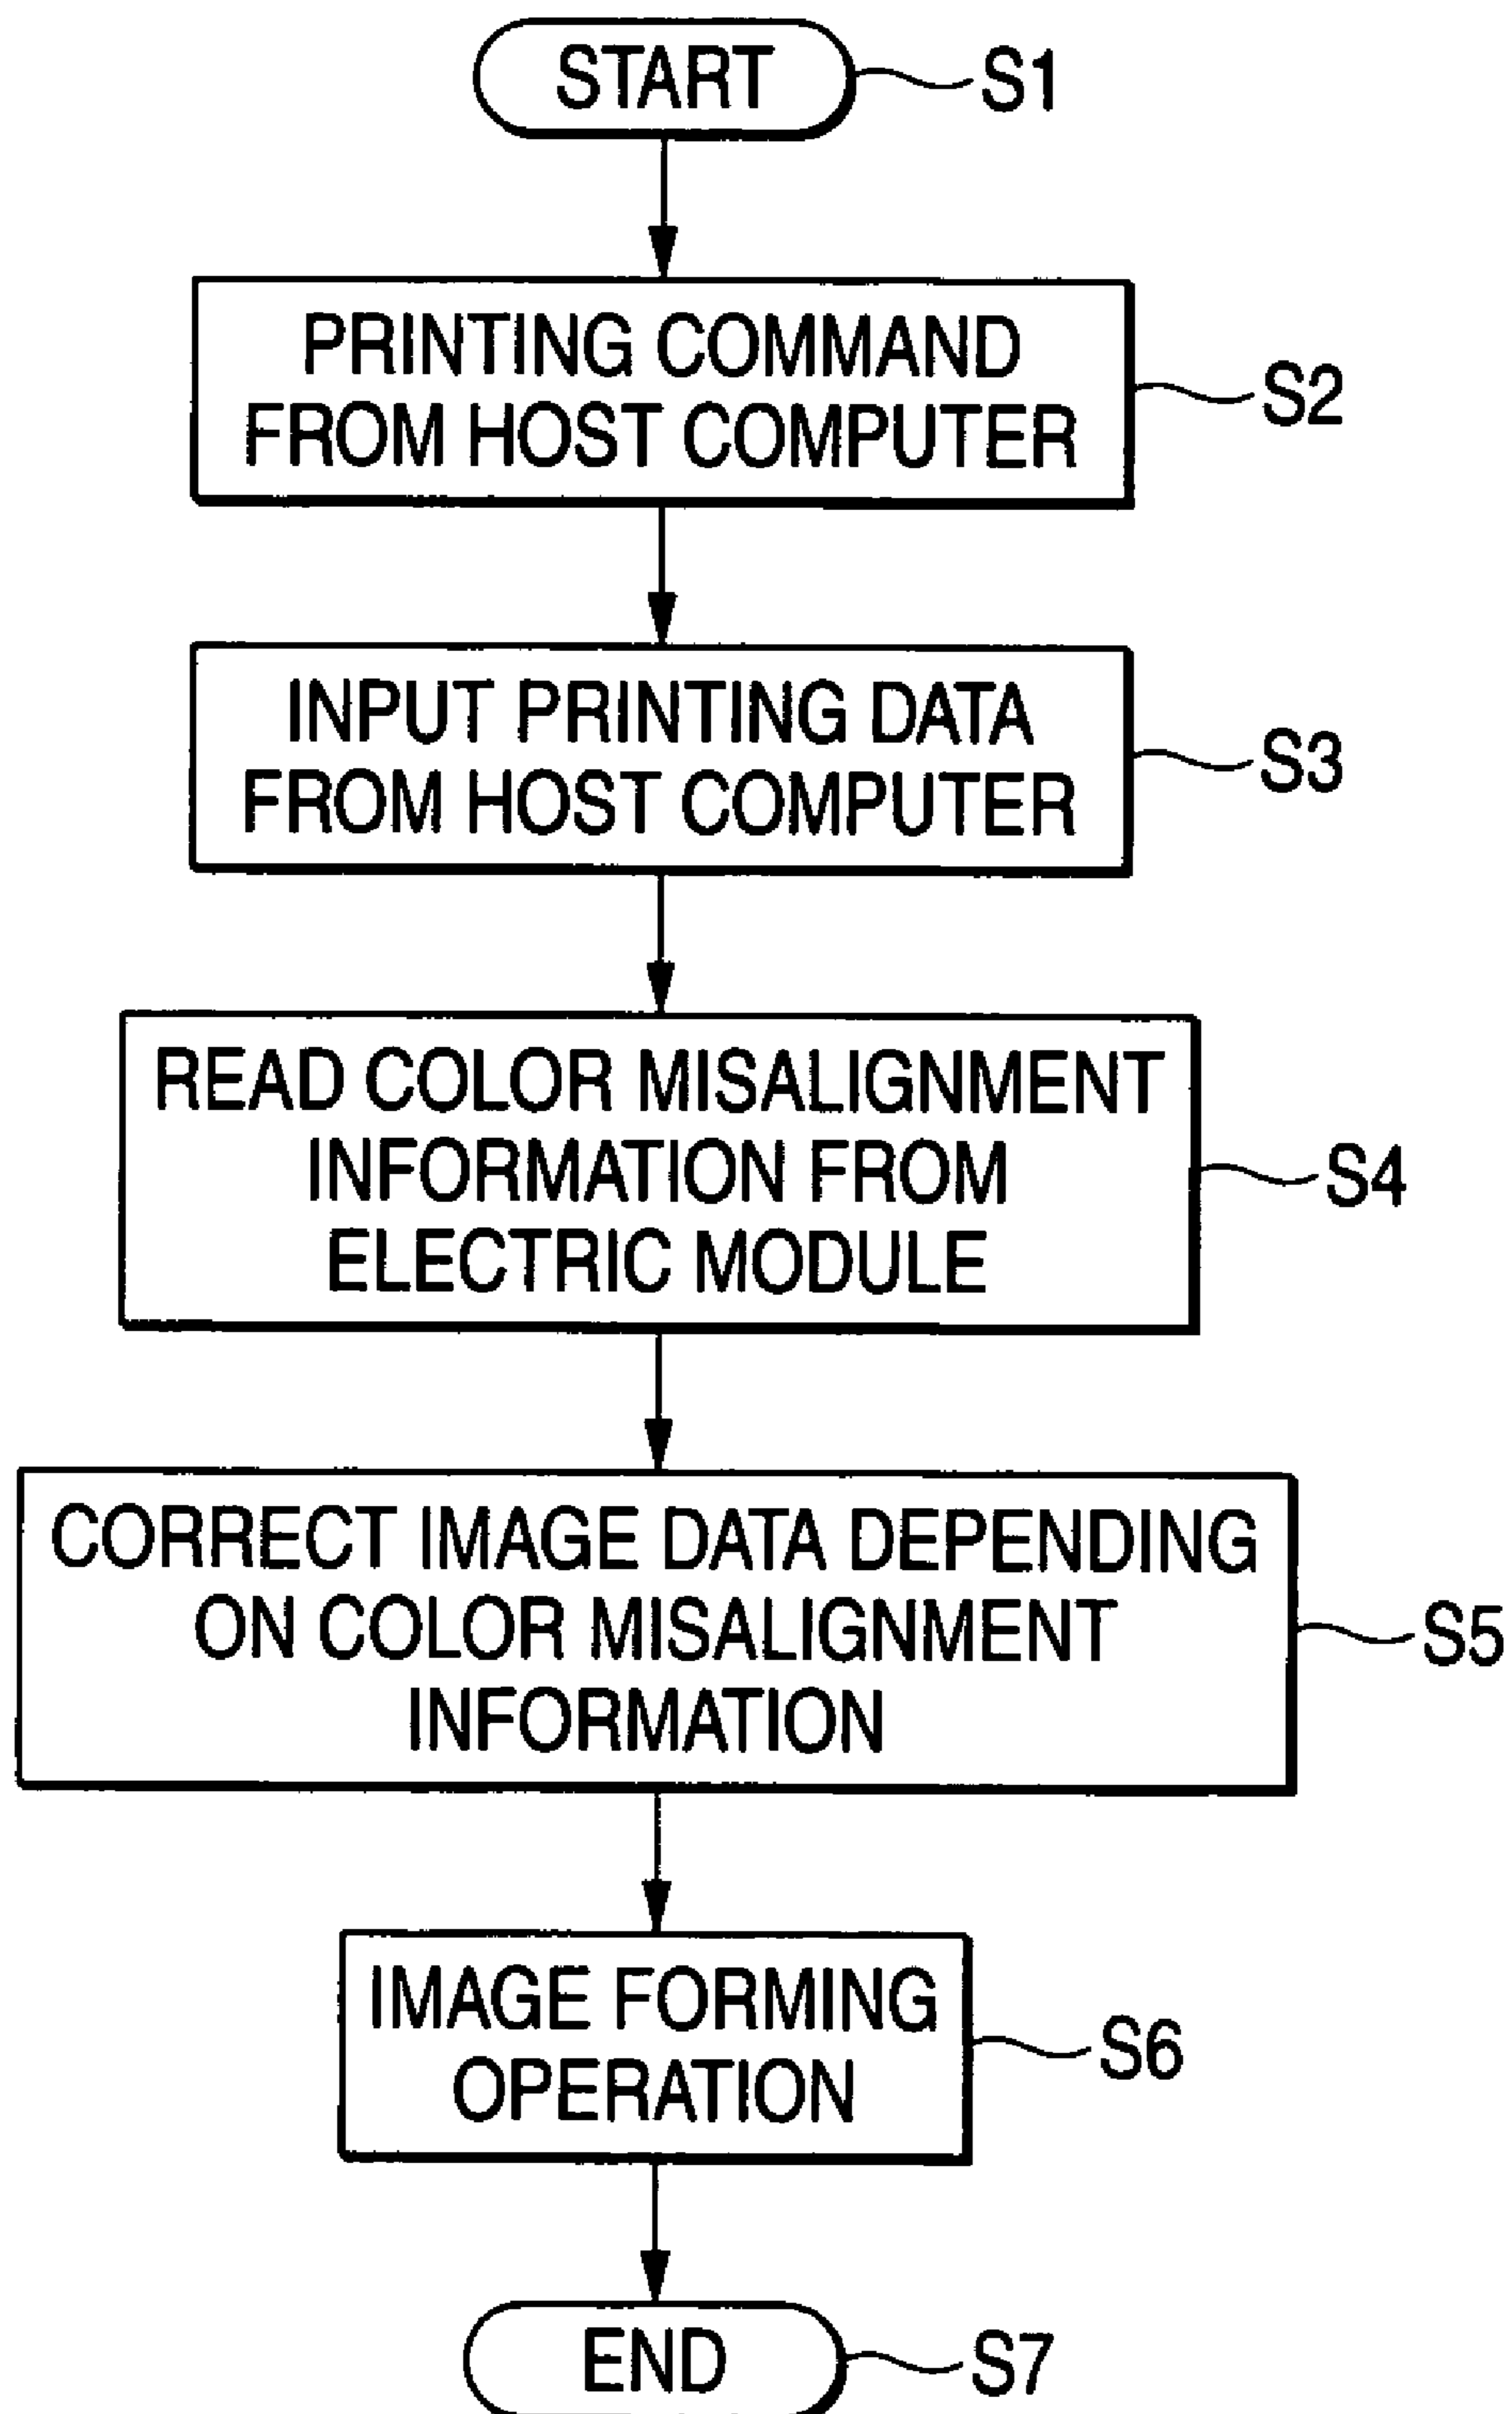 START
S1
PRINTING COMMAND
FROM HOST COMPUTER
S2
INPUT PRINTING DATA
FROM HOST COMPUTER
S3
READ COLOR MISALIGNMENT
INFORMATION FROM
ELECTRIC MODULE
S4
CORRECT IMAGE DATA DEPENDING
ON COLOR MISALIGNMENT
INFORMATION
S5
IMAGE FORMING
OPERATION
S6
END
S7